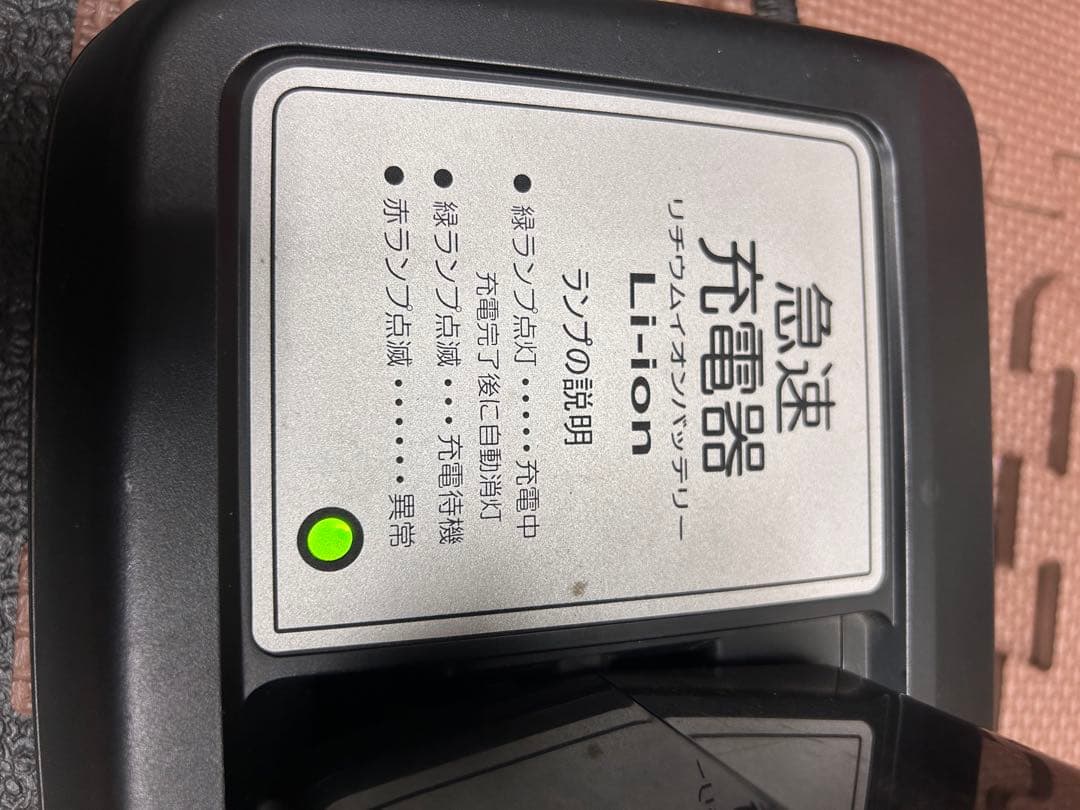 急速
充電器
リチウムイオンバッテリー
Li-ion
ランプの説明
● 緑ランプ点灯・・・・・充電中
充電完了後に自動消灯
● 緑ランプ点滅・・・充電待機
● 赤ランプ点滅・・・・・・異常